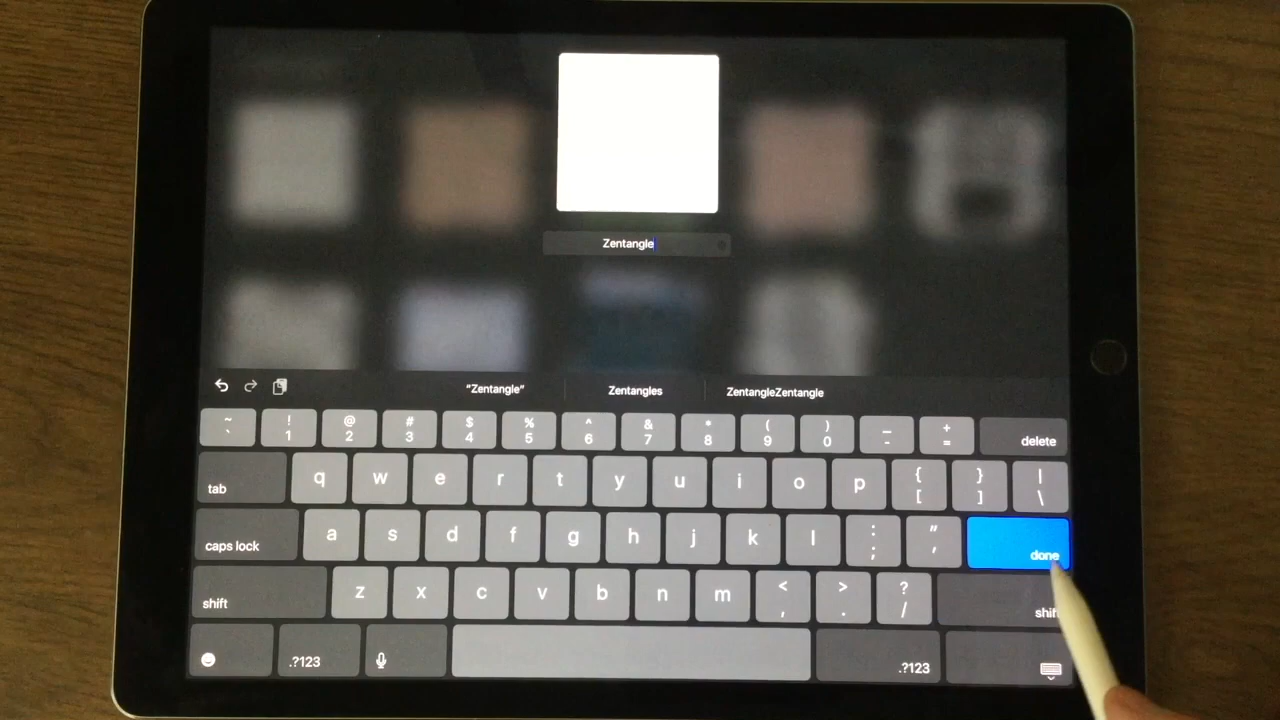 Zentangle
“Zentangle” Zentangles ZentangleZentangle
~ ! @ # $ % ^ & * ( ) _ +
` 1 2 3 4 5 6 7 8 9 0 - = delete
tab q w e r t y u i o p { } |
[ ] \
caps lock a s d f g h j k l : ” done
; ’
shift z x c v b n m < > ? shift
, . /
.?123 .?123